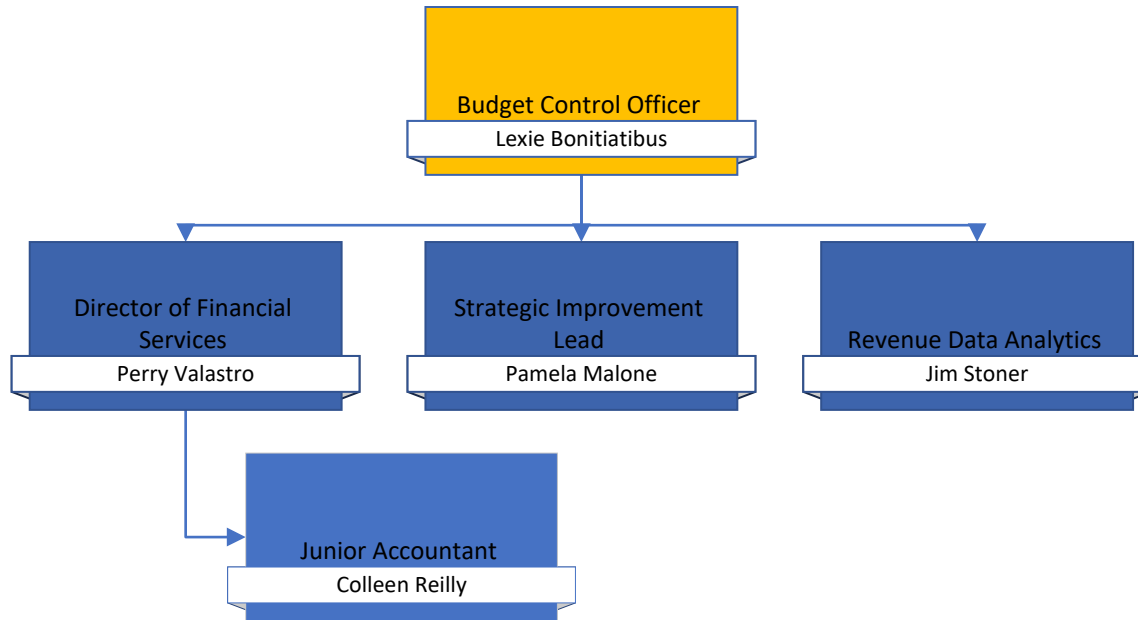 Budget Control Officer
Lexie Bonitiatibus
Director of Financial
Services
Perry Valastro
Strategic Improvement
Lead
Pamela Malone
Revenue Data Analytics
Jim Stoner
Junior Accountant
Colleen Reilly